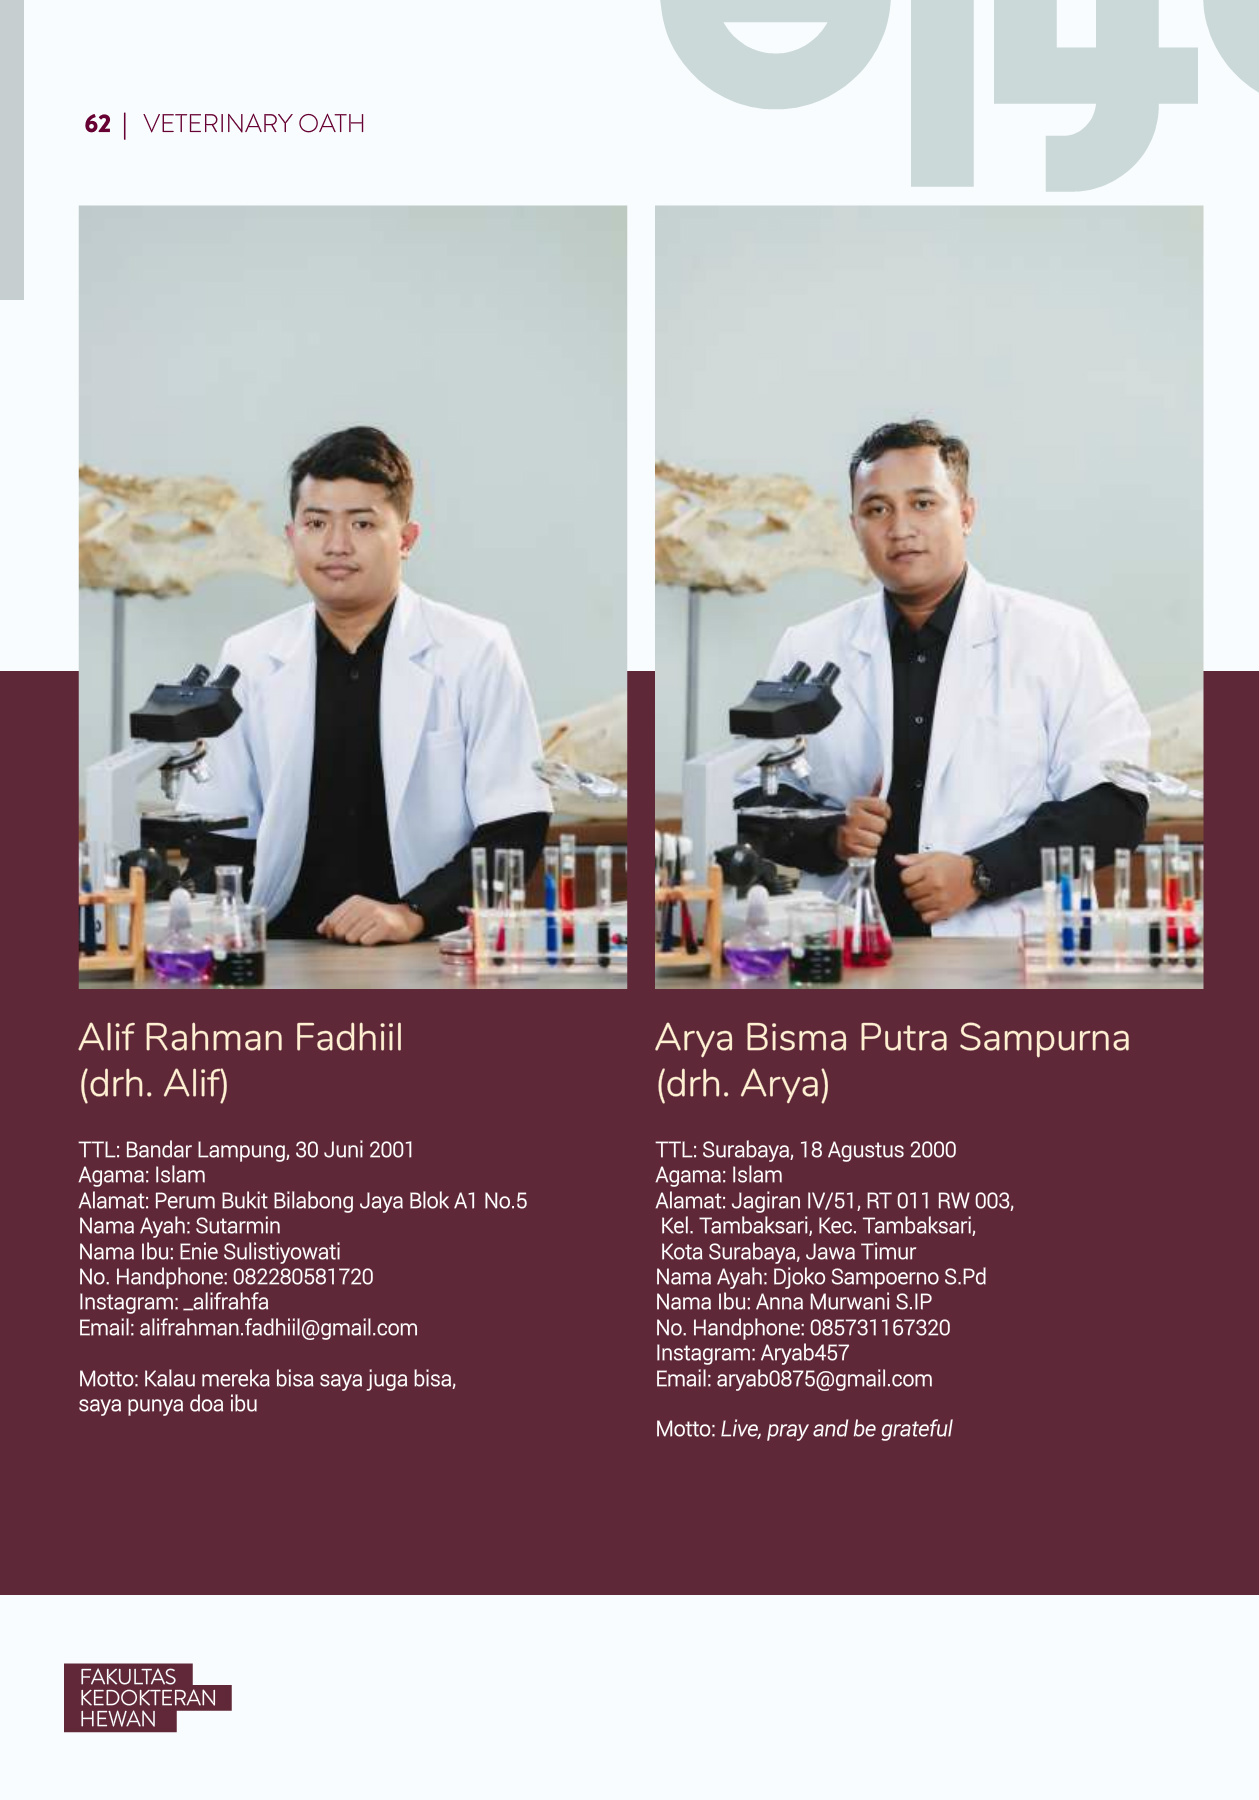 62 | VETERINARY OATH
Alif Rahman Fadhiil
(drh. Alif)
TTL: Bandar Lampung, 30 Juni 2001
Agama: Islam
Alamat: Perum Bukit Bilabong Jaya Blok A1 No.5
Nama Ayah: Sutarmin
Nama Ibu: Enie Sulistiyowati
No. Handphone: 082280581720
Instagram: _alifrahfa
Email: alifrahman.fadhiil@gmail.com
Motto: Kalau mereka bisa saya juga bisa,
saya punya doa ibu
Arya Bisma Putra Sampurna
(drh. Arya)
TTL: Surabaya, 18 Agustus 2000
Agama: Islam
Alamat: Jagiran IV/51, RT 011 RW 003,
Kel. Tambaksari, Kec. Tambaksari,
Kota Surabaya, Jawa Timur
Nama Ayah: Djoko Sampoerno S.Pd
Nama Ibu: Anna Murwani S.IP
No. Handphone: 085731167320
Instagram: Aryab457
Email: aryab0875@gmail.com
Motto: Live, pray and be grateful
FAKULTAS
KEDOKTERAN
HEWAN